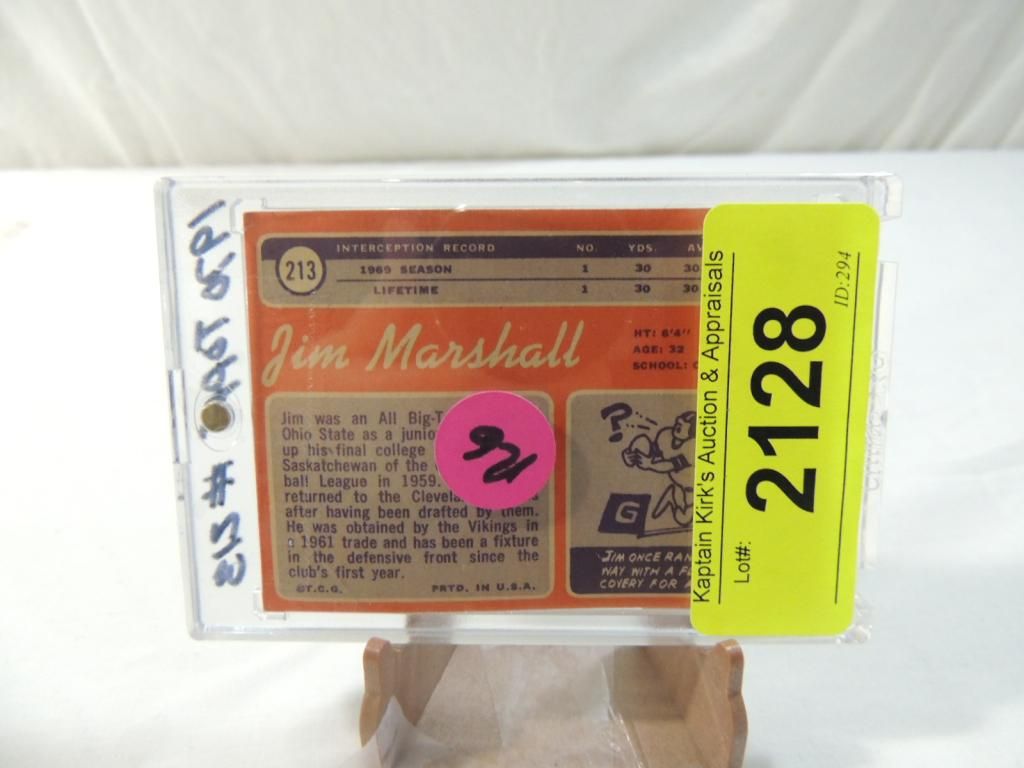 213
INTERCEPTION RECORD NO. YDS. AV
1969 SEASON 1 30 30
LIFETIME 1 30 30
Jim Marshall
HT: 6'4"
AGE: 32
SCHOOL:
Jim was an All Big-T
Ohio State as a junio
up his final college
Saskatchewan of the
ball League in 1959.
returned to the Clevela
after having been drafted by them.
He was obtained by the Vikings in
a 1961 trade and has been a fixture
in the defensive front since the
club's first year.
©T.C.G. PRTD. IN U.S.A.
?
G
JIM ONCE RAN
WAY WITH A F
COVERY FOR A
Kaptain Kirk's Auction & Appraisals
Lot#:
2128
ID:294